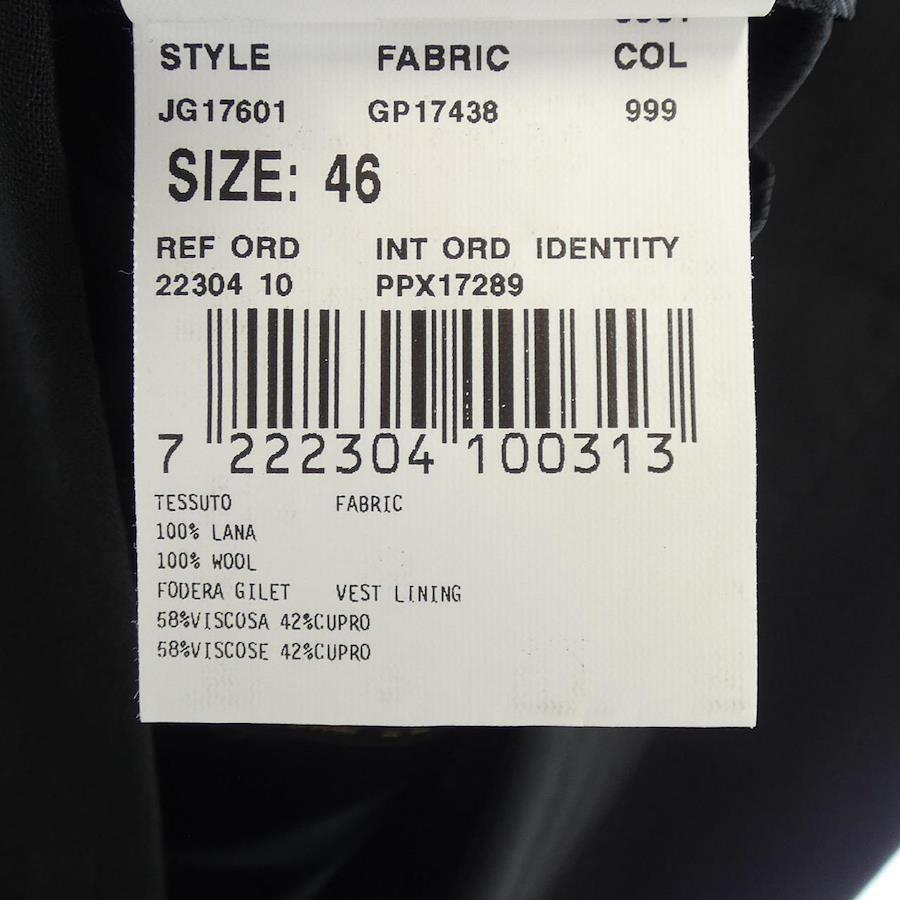 STYLE FABRIC COL
JG17601 GP17438 999
SIZE: 46
REF ORD INT ORD IDENTITY
22304 10 PPX17289
7 222304 100313
TESSUTO FABRIC
100% LANA
100% WOOL
FODERA GILET VEST LINING
58%VISCOSA 42%CUPRO
58%VISCOSE 42%CUPRO